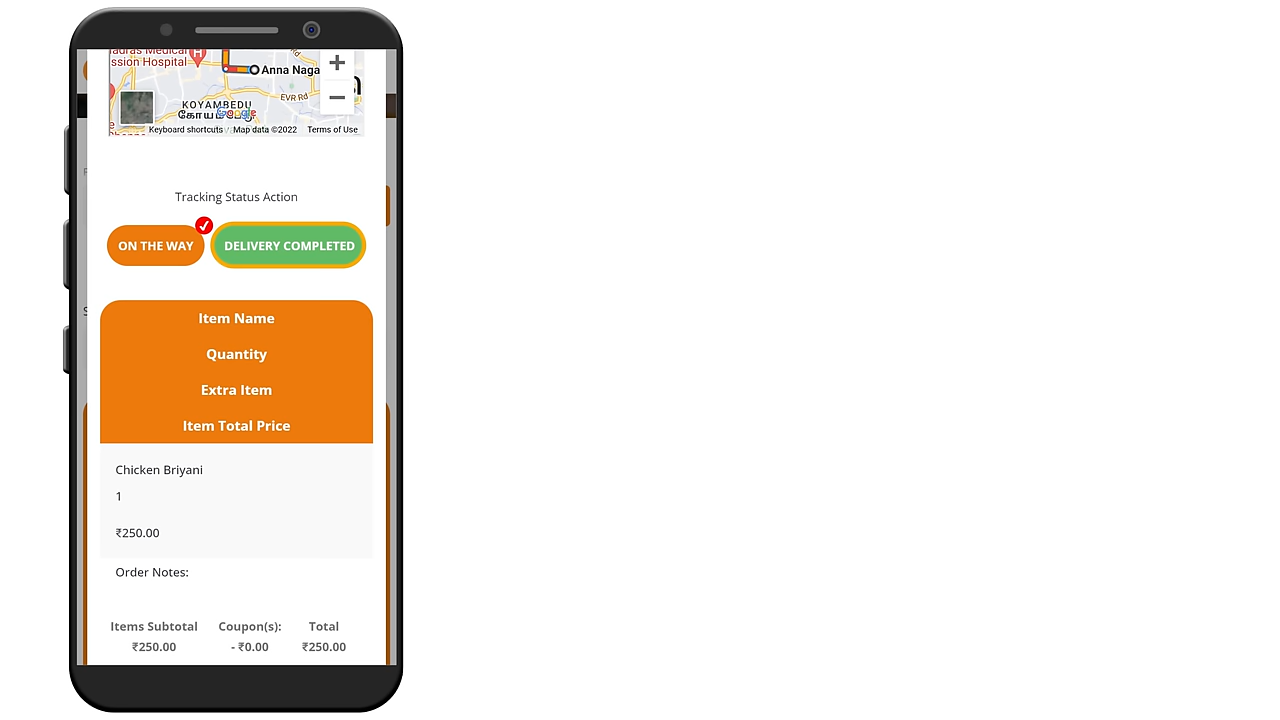 adras Medical
ssion Hospital
H
Anna Naga
+
EVR Rd
−
KOYAMBEDU
Google
Keyboard shortcuts
Map data ©2022
Terms of Use
Tracking Status Action
ON THE WAY
DELIVERY COMPLETED
Item Name
Quantity
Extra Item
Item Total Price
Chicken Briyani
1
₹250.00
Order Notes:
Items Subtotal
Coupon(s):
Total
₹250.00
- ₹0.00
₹250.00